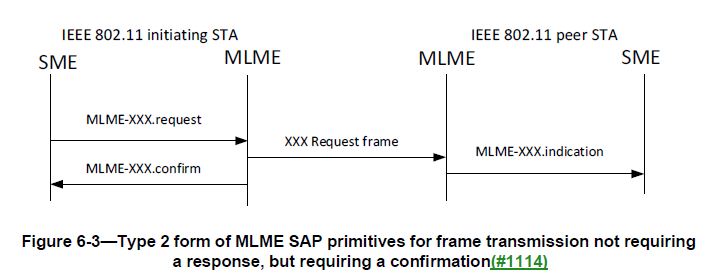 IEEE 802.11 initiating STA
IEEE 802.11 peer STA
SME
MLME
MLME
SME
MLME-XXX.request
XXX Request frame
MLME-XXX.indication
MLME-XXX.confirm
Figure 6-3—Type 2 form of MLME SAP primitives for frame transmission not requiring
a response, but requiring a confirmation(#1114)